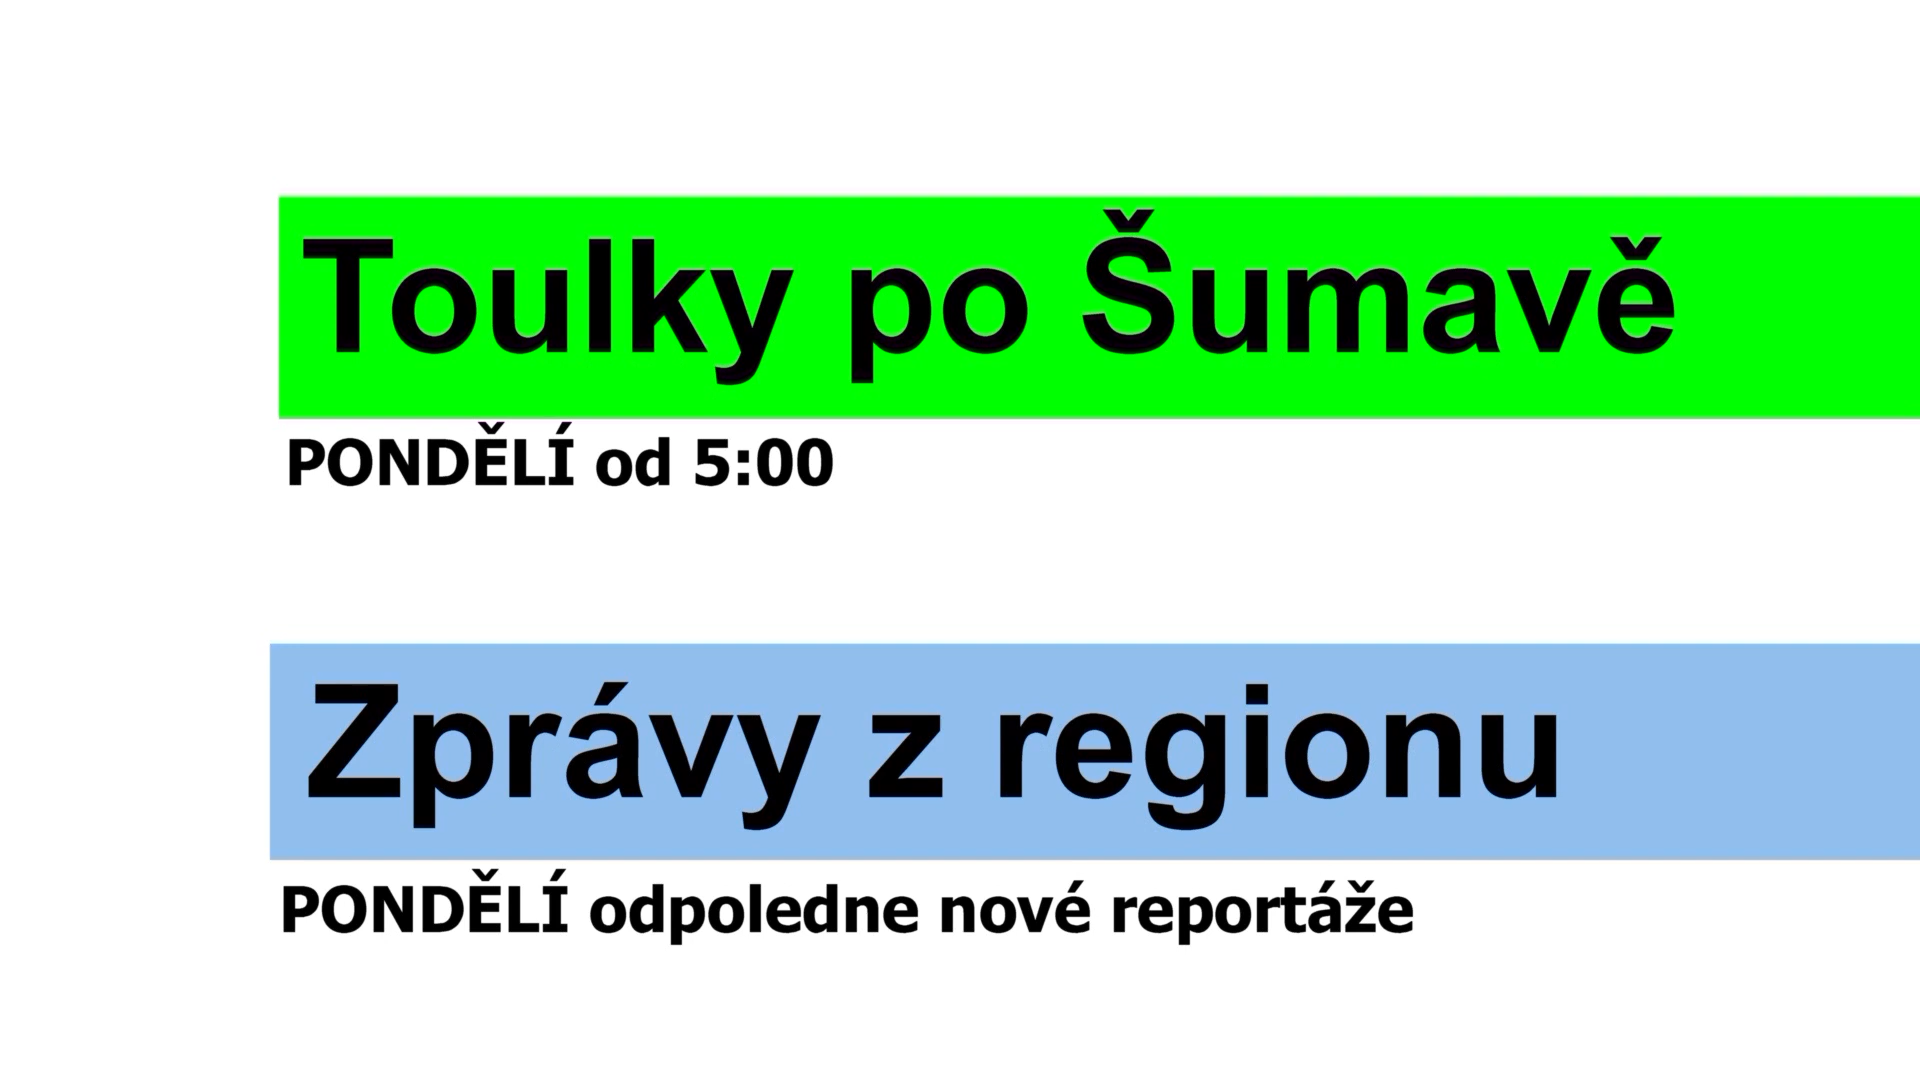 Toulky po Šumavě
PONDĚLÍ od 5:00
Zprávy z regionu
PONDĚLÍ odpoledne nové reportáže